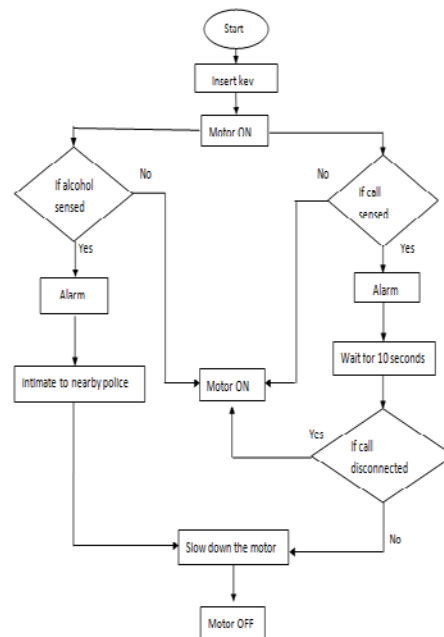 Start
Insert key
Motor ON
If alcohol
sensed
No
Yes
Alarm
Intimate to nearby police
No
If call
sensed
Yes
Alarm
Wait for 10 seconds
Motor ON
Yes
If call
disconnected
No
Slow down the motor
Motor OFF